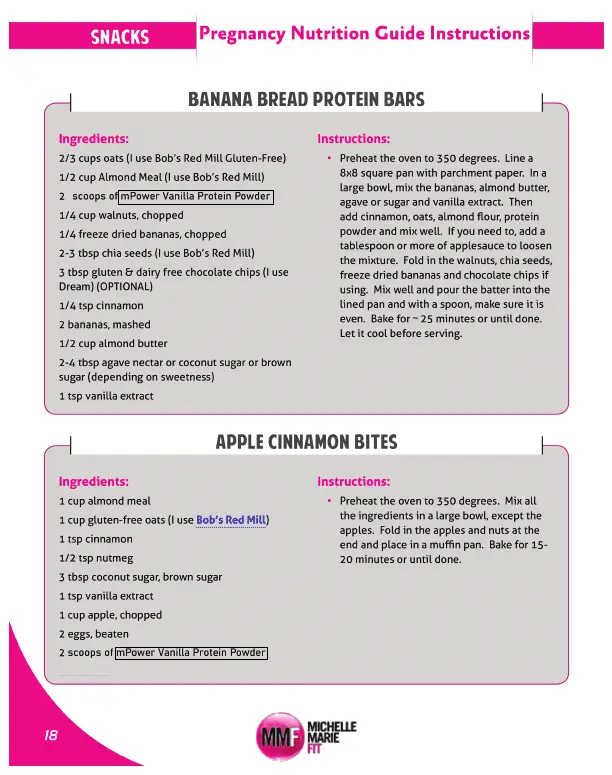 SNACKS
Pregnancy Nutrition Guide Instructions
BANANA BREAD PROTEIN BARS
Ingredients:
2/3 cups oats (I use Bob's Red Mill Gluten-Free)
1/2 cup Almond Meal (I use Bob's Red Mill)
2 scoops of mPower Vanilla Protein Powder
1/4 cup walnuts, chopped
1/4 freeze dried bananas, chopped
2-3 tbsp chia seeds (I use Bob's Red Mill)
3 tbsp gluten & dairy free chocolate chips (I use
Dream) (OPTIONAL)
1/4 tsp cinnamon
2 bananas, mashed
1/2 cup almond butter
2-4 tbsp agave nectar or coconut sugar or brown
sugar (depending on sweetness)
1 tsp vanilla extract
Instructions:
• Preheat the oven to 350 degrees. Line a
8x8 square pan with parchment paper. In a
large bowl, mix the bananas, almond butter,
agave or sugar and vanilla extract. Then
add cinnamon, oats, almond flour, protein
powder and mix well. If you need to, add a
tablespoon or more of applesauce to loosen
the mixture. Fold in the walnuts, chia seeds,
freeze dried bananas and chocolate chips if
using. Mix well and pour the batter into the
lined pan and with a spoon, make sure it is
even. Bake for ~ 25 minutes or until done.
Let it cool before serving.
APPLE CINNAMON BITES
Ingredients:
1 cup almond meal
1 cup gluten-free oats (I use Bob's Red Mill)
1 tsp cinnamon
1/2 tsp nutmeg
3 tbsp coconut sugar, brown sugar
1 tsp vanilla extract
1 cup apple, chopped
2 eggs, beaten
2 scoops of mPower Vanilla Protein Powder
Instructions:
• Preheat the oven to 350 degrees. Mix all
the ingredients in a large bowl, except the
apples. Fold in the apples and nuts at the
end and place in a muffin pan. Bake for 15-
20 minutes or until done.
18
MMF
MICHELLE
MARIE
FIT